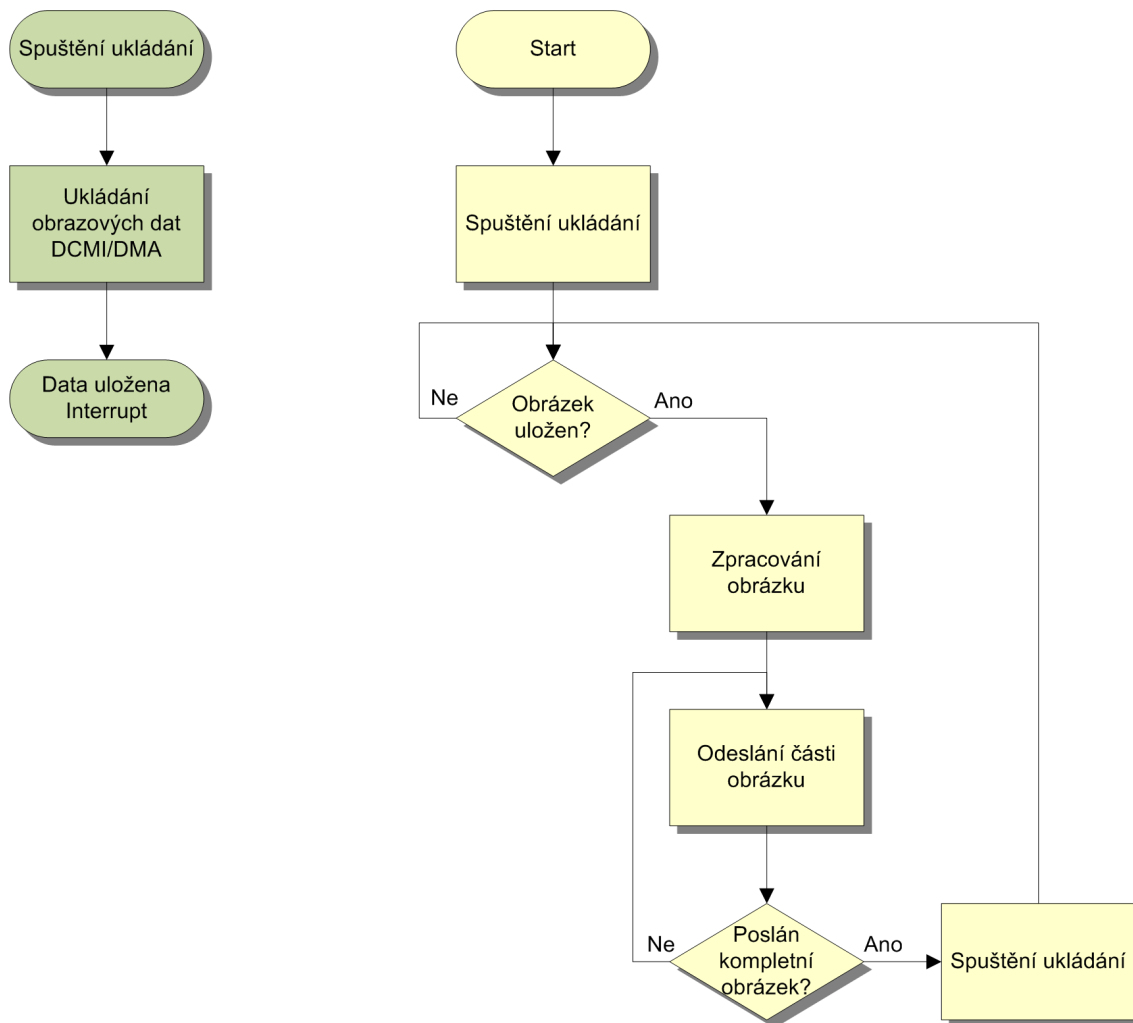 Spuštění ukládání
Ukládání
obrazových dat
DCMI/DMA
Data uložena
Interrupt
Start
Spuštění ukládání
Obrázek
uložen?
Ne
Ano
Zpracování
obrázku
Odeslání části
obrázku
Poslán
kompletní
obrázek?
Ne
Ano
Spuštění ukládání